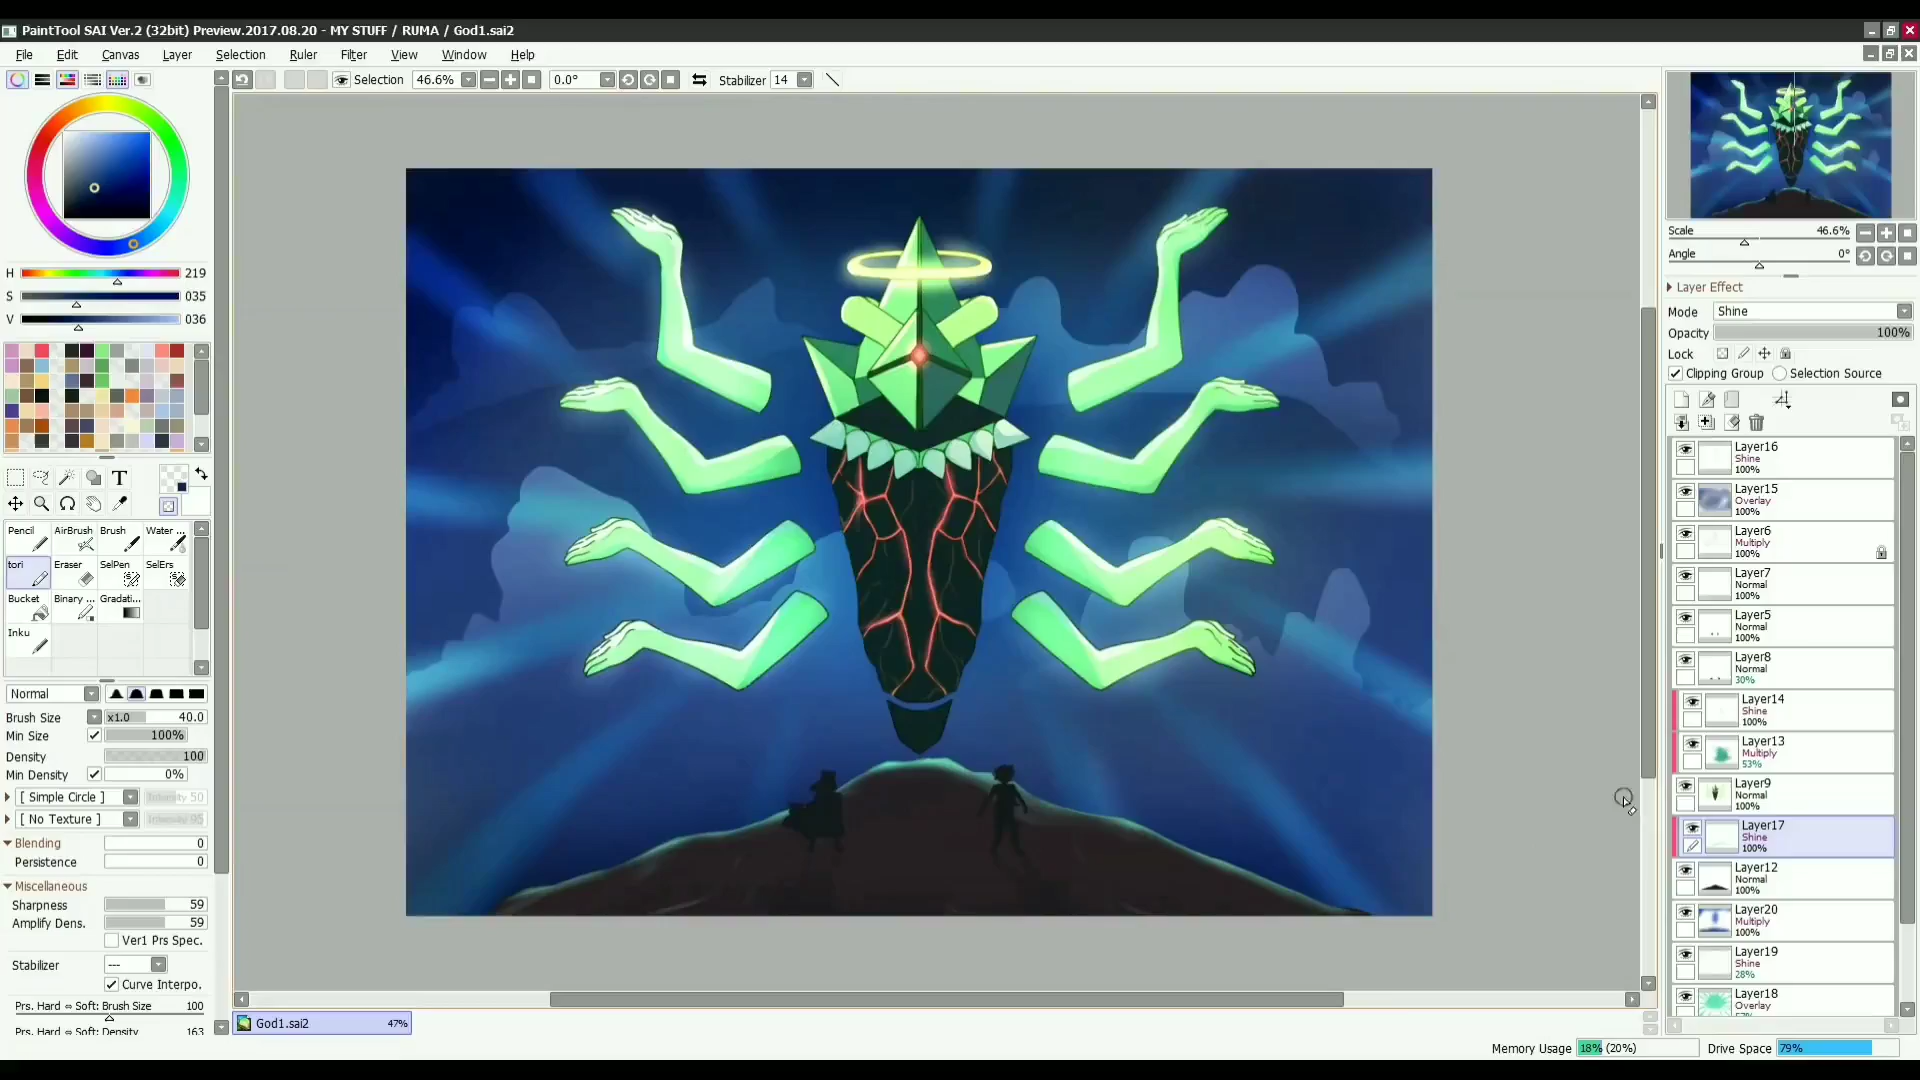 PaintTool SAI Ver.2 (32bit) Preview.2017.08.20 - MY STUFF / RUMA / God1.sai2
File Edit Canvas Layer Selection Ruler Filter View Window Help
Selection 46.6% 0.0° Stabilizer 14
H 219
S 035
V 036
T
Pencil AirBrush Brush Water ...
tori Eraser SelPen SelErs
Bucket Binary ... Gradati...
Inku
Normal
Brush Size x1.0 40.0
Min Size 100%
Density 100
Min Density 0%
[ Simple Circle ] Intensity 50
[ No Texture ] Intensity 95
Blending 0
Persistence 0
Miscellaneous
Sharpness 59
Amplify Dens. 59
Ver1 Prs Spec.
Stabilizer ---
Curve Interpo.
Prs. Hard ⇔ Soft: Brush Size 100
Prs. Hard ⇔ Soft: Density 163
God1.sai2 47%
Scale 46.6%
Angle 0°
Layer Effect
Mode Shine
Opacity 100%
Lock
Clipping Group Selection Source
Layer16
Shine
100%
Layer15
Overlay
100%
Layer6
Multiply
100%
Layer7
Normal
100%
Layer5
Normal
100%
Layer8
Normal
30%
Layer14
Shine
100%
Layer13
Multiply
53%
Layer9
Normal
100%
Layer17
Shine
100%
Layer12
Normal
100%
Layer20
Multiply
100%
Layer19
Shine
28%
Layer18
Overlay
Memory Usage 18% (20%) Drive Space 79%